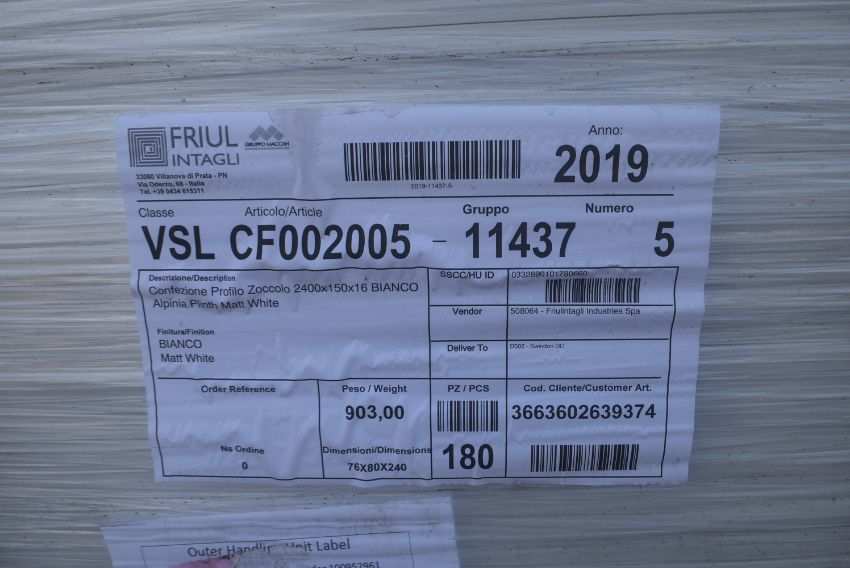 FRIUL
INTAGLI
GRUPPO MACCAN
33080 Villanova di Prata - PN
Via Oderzo, 68 - Italia
Tel. +39 0434 615311
2019-11437-5
Anno:
2019
Classe Articolo/Article Gruppo Numero
VSL CF002005 - 11437 5
Descrizione/Description
Confezione Profilo Zoccolo 2400x150x16 BIANCO
Alpinia Plinth Matt White
Finitura/Finition
BIANCO
Matt White
SSCC/HU ID
Vendor 508064 - Friulintagli Industries Spa
Deliver To - Swindon DC
Order Reference
Ns Ordine
0
Peso / Weight
903,00
Dimensioni/Dimensions
76X80X240
PZ / PCS
180
Cod. Cliente/Customer Art.
3663602639374
Outer Handling Unit Label
100952961